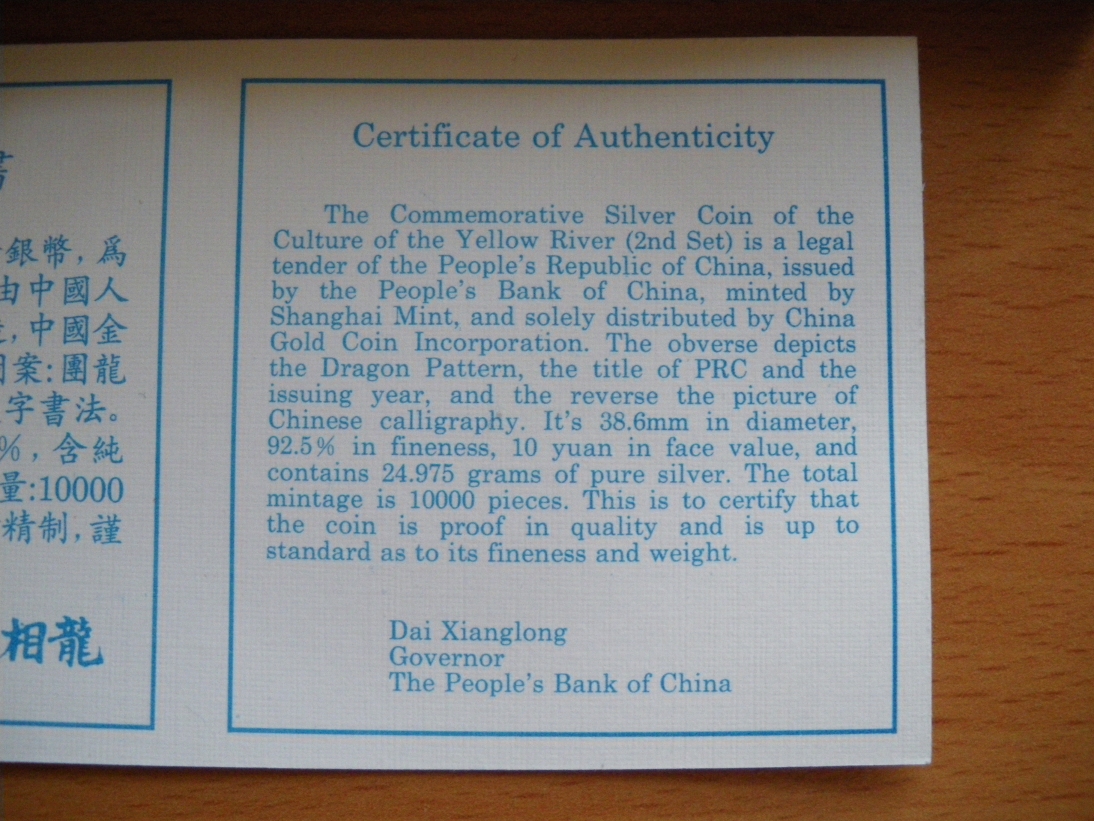 銀幣，爲
由中國人
，中國金
案：團龍
字書法。
%，含純
量：10000
精制，謹
相龍
Certificate of Authenticity
The Commemorative Silver Coin of the
Culture of the Yellow River (2nd Set) is a legal
tender of the People's Republic of China, issued
by the People's Bank of China, minted by
Shanghai Mint, and solely distributed by China
Gold Coin Incorporation. The obverse depicts
the Dragon Pattern, the title of PRC and the
issuing year, and the reverse the picture of
Chinese calligraphy. It's 38.6mm in diameter,
92.5% in fineness, 10 yuan in face value, and
contains 24.975 grams of pure silver. The total
mintage is 10000 pieces. This is to certify that
the coin is proof in quality and is up to
standard as to its fineness and weight.
Dai Xianglong
Governor
The People's Bank of China